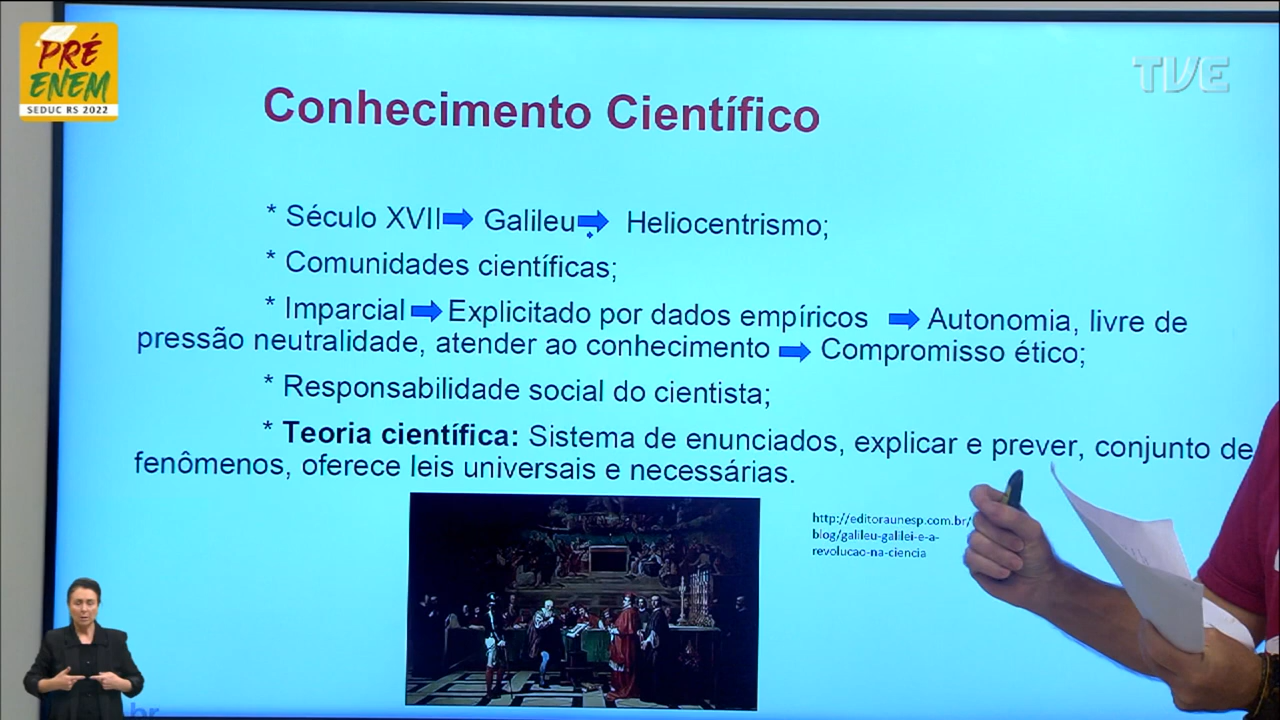 PRÉ
ENEM
SEDUC RS 2022
TVE
Conhecimento Científico
* Século XVII Galileu Heliocentrismo;
* Comunidades científicas;
* Imparcial Explicitado por dados empíricos Autonomia, livre de
pressão neutralidade, atender ao conhecimento Compromisso ético;
* Responsabilidade social do cientista;
* Teoria científica: Sistema de enunciados, explicar e prever, conjunto de
fenômenos, oferece leis universais e necessárias.
http://editoraunesp.com.br/
blog/galileu-galilei-e-a-
revolucao-na-ciencia